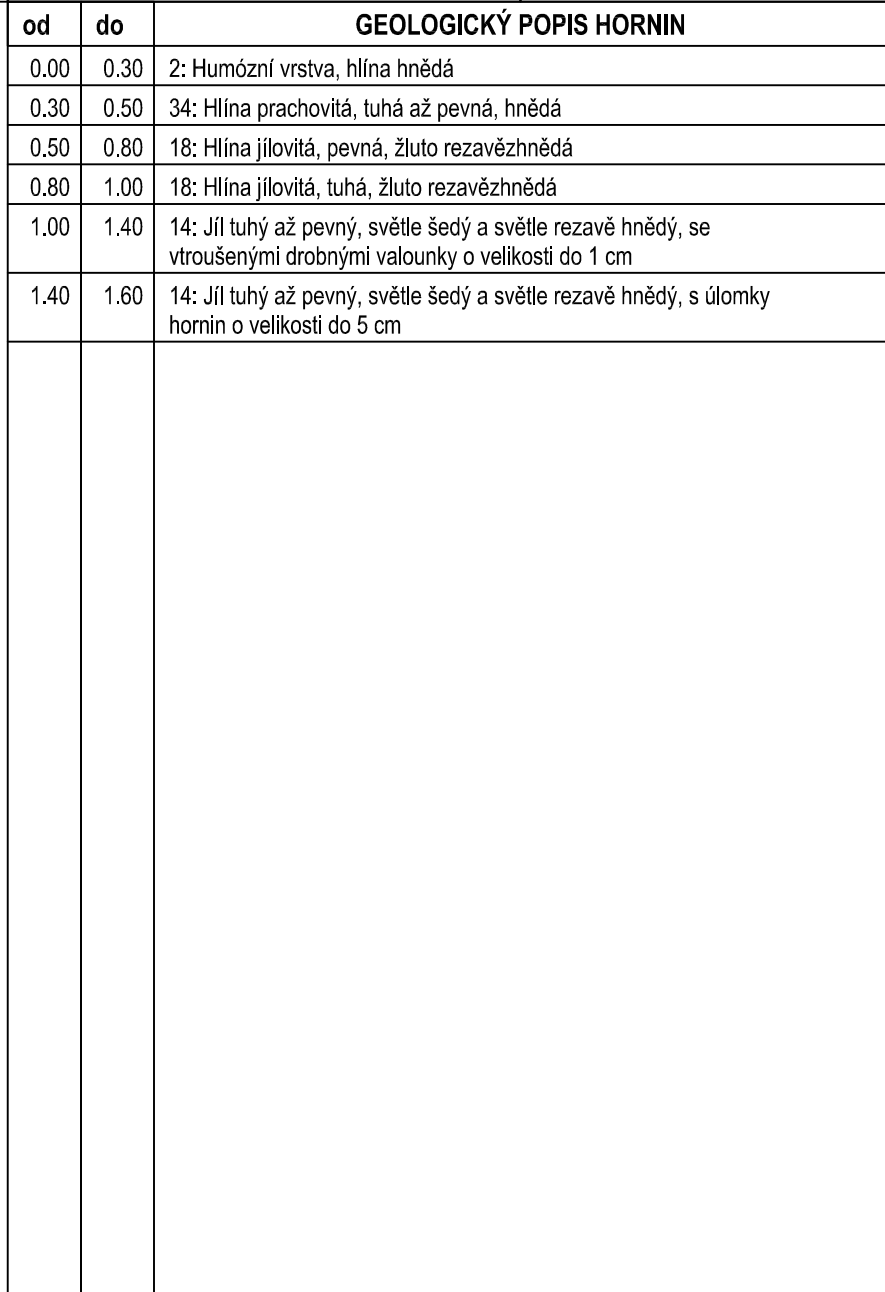 od do GEOLOGICKÝ POPIS HORNIN
0.00 0.30 2: Humózní vrstva, hlína hnědá
0.30 0.50 34: Hlína prachovitá, tuhá až pevná, hnědá
0.50 0.80 18: Hlína jílovitá, pevná, žluto rezavězhnědá
0.80 1.00 18: Hlína jílovitá, tuhá, žluto rezavězhnědá
1.00 1.40 14: Jíl tuhý až pevný, světle šedý a světle rezavě hnědý, se
vtroušenými drobnými valounky o velikosti do 1 cm
1.40 1.60 14: Jíl tuhý až pevný, světle šedý a světle rezavě hnědý, s úlomky
hornin o velikosti do 5 cm